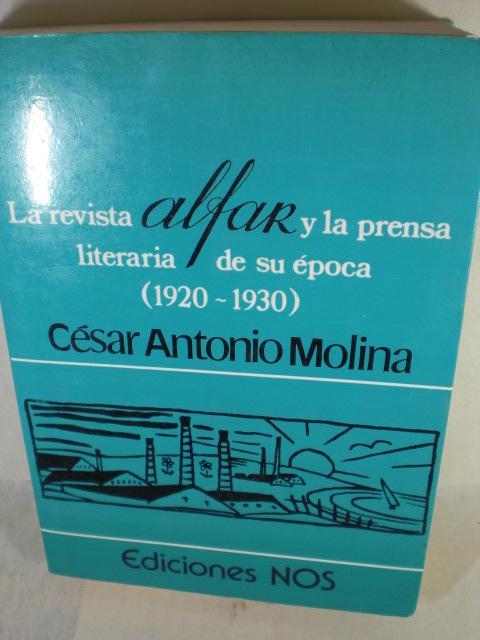 La revista alfar y la prensa
literaria de su época
(1920 ~ 1930)
César Antonio Molina
Ediciones NOS